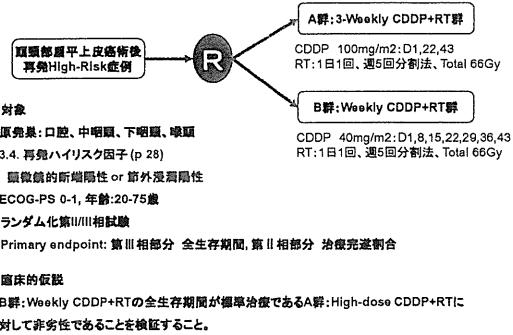 A群:3-Weekly CDDP+RT群
CDDP 100mg/m2:D1,22,43
RT:1日1回、週5回分割法、Total 66Gy
頭頸部扁平上皮癌術後
再発High-Risk症例
R
B群:Weekly CDDP+RT群
CDDP 40mg/m2:D1,8,15,22,29,36,43
RT:1日1回、週5回分割法、Total 66Gy
対象
原発巣:口腔、中咽頭、下咽頭、喉頭
3.4. 再発ハイリスク因子 (p 28)
顕微鏡的断端陽性 or 節外浸潤陽性
ECOG-PS 0-1, 年齢:20-75歳
ランダム化第II/III相試験
Primary endpoint: 第III相部分 全生存期間, 第II相部分 治療完遂割合
臨床的仮説
B群:Weekly CDDP+RTの全生存期間が標準治療であるA群:High-dose CDDP+RTに
対して非劣性であることを検証すること。